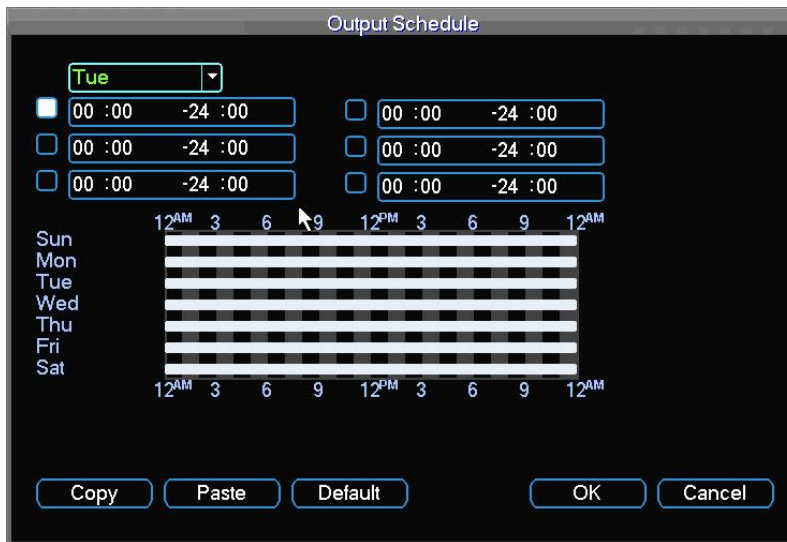 Output Schedule
Tue
00 :00 -24 :00 00 :00 -24 :00
00 :00 -24 :00 00 :00 -24 :00
00 :00 -24 :00 00 :00 -24 :00
12AM 3 6 9 12PM 3 6 9 12AM
Sun
Mon
Tue
Wed
Thu
Fri
Sat
12AM 3 6 9 12PM 3 6 9 12AM
Copy Paste Default OK Cancel